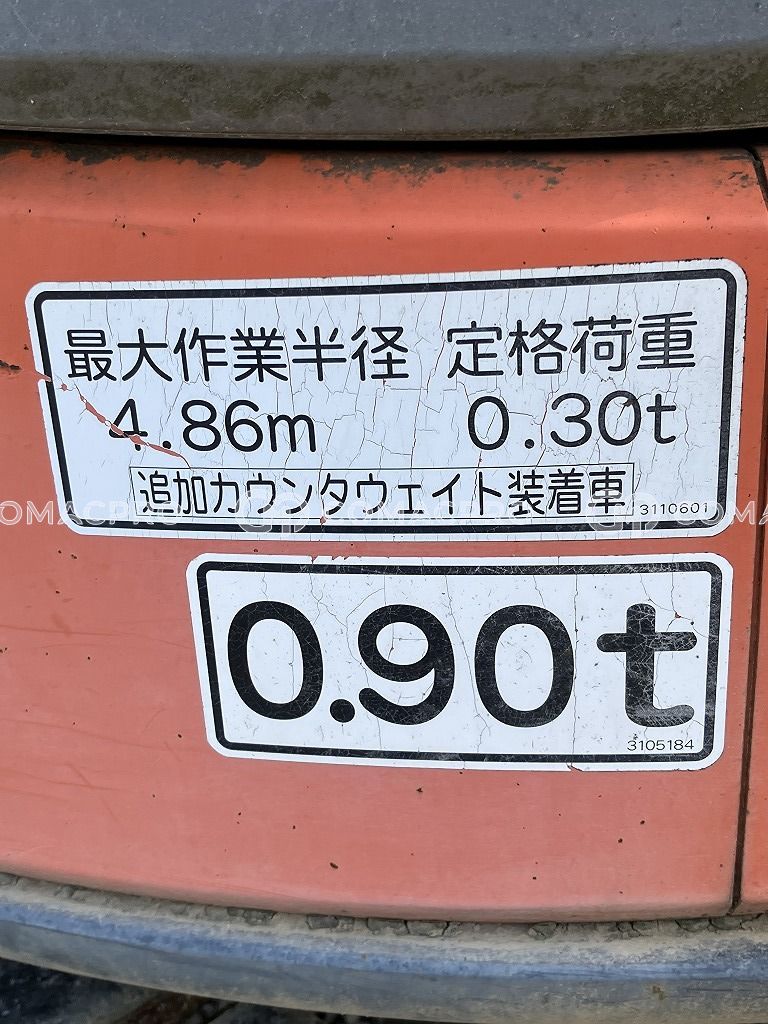 最大作業半径 定格荷重
4.86m 0.30t
追加カウンタウェイト装着車
3110601
COMACPRO
0.90t
3105184